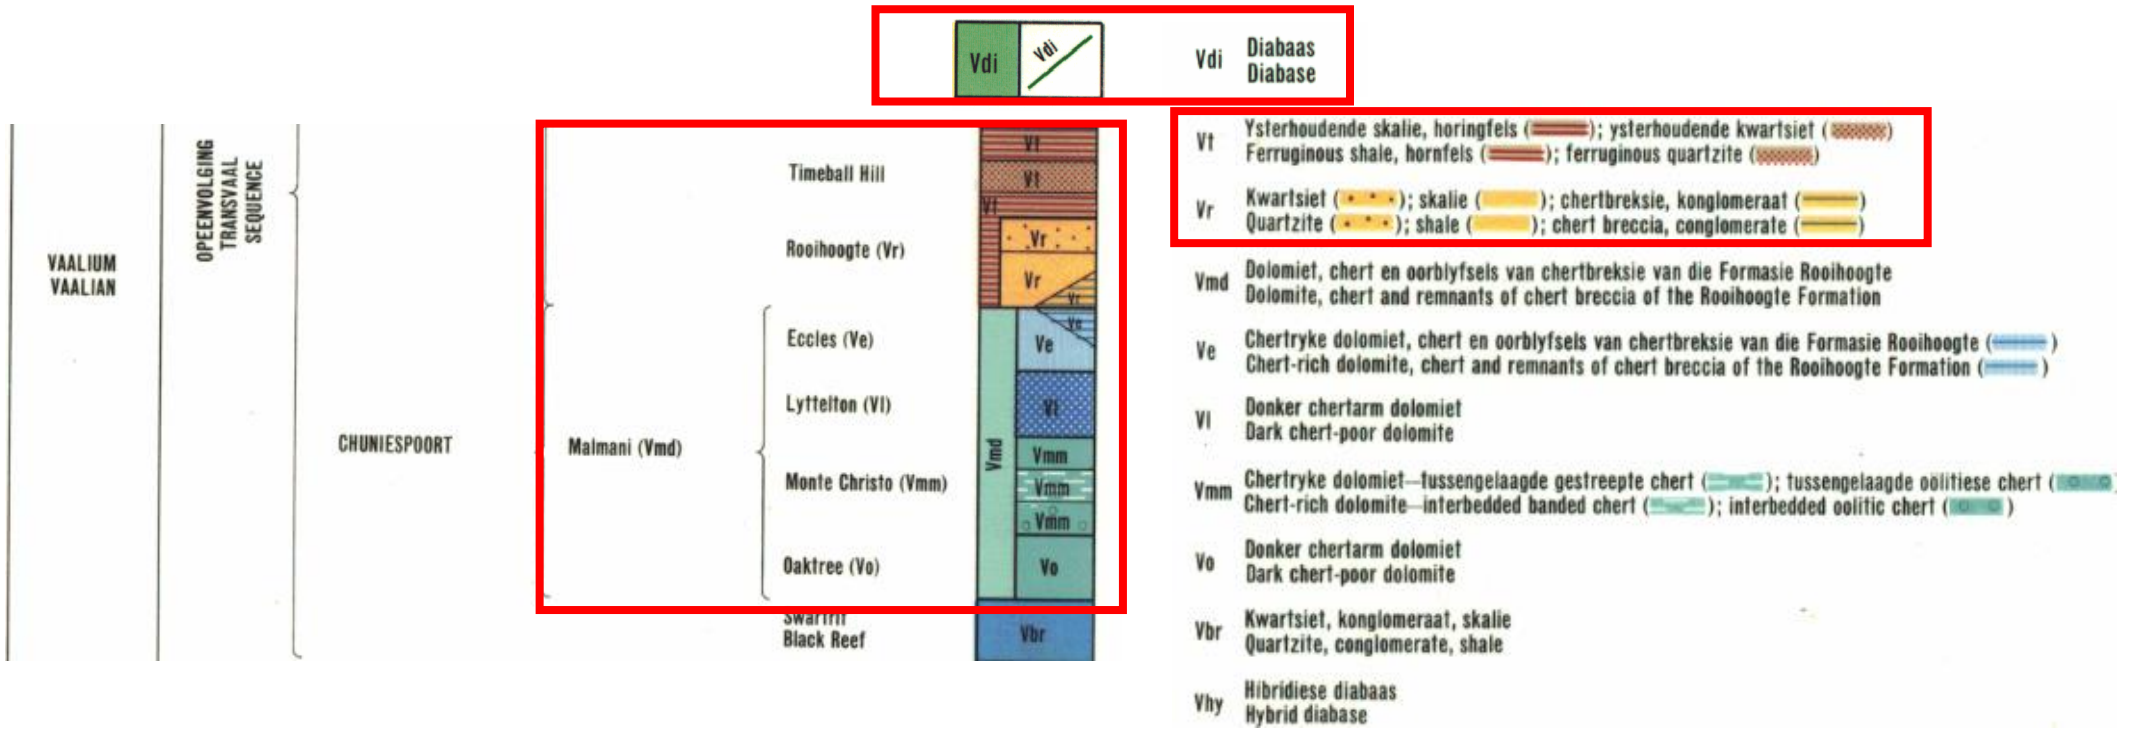 Vdi
Vdi
Vdi
Diabaas
Diabase
VAALIUM
VAALIAN
OPEENVOLGING
TRANSVAAL
SEQUENCE
CHUNIESPOORT
Malmani (Vmd)
Timeball Hill
Rooihoogte (Vr)
Eccles (Ve)
Lyttelton (Vl)
Monte Christo (Vmm)
Oaktree (Vo)
Swartrif
Black Reef
Vt
Vt
Vt
Vr
Vr
Vr
Ve
Ve
Vl
Vmd
Vmm
Vmm
Vmm
Vo
Vbr
Vt
Ysterhoudende skalie, horingfels ( ); ysterhoudende kwartsiet ( )
Ferruginous shale, hornfels ( ); ferruginous quartzite ( )
Vr
Kwartsiet ( ); skalie ( ); chertbreksie, konglomeraat ( )
Quartzite ( ); shale ( ); chert breccia, conglomerate ( )
Vmd
Dolomiet, chert en oorblyfsels van chertbreksie van die Formasie Rooihoogte
Dolomite, chert and remnants of chert breccia of the Rooihoogte Formation
Ve
Chertryke dolomiet, chert en oorblyfsels van chertbreksie van die Formasie Rooihoogte ( )
Chert-rich dolomite, chert and remnants of chert breccia of the Rooihoogte Formation ( )
Vl
Donker chertarm dolomiet
Dark chert-poor dolomite
Vmm
Chertryke dolomiet—tussengelaagde gestreepte chert ( ); tussengelaagde oölitiese chert ( )
Chert-rich dolomite—interbedded banded chert ( ); interbedded oolitic chert ( )
Vo
Donker chertarm dolomiet
Dark chert-poor dolomite
Vbr
Kwartsiet, konglomeraat, skalie
Quartzite, conglomerate, shale
Vhy
Hibridiese diabaas
Hybrid diabase